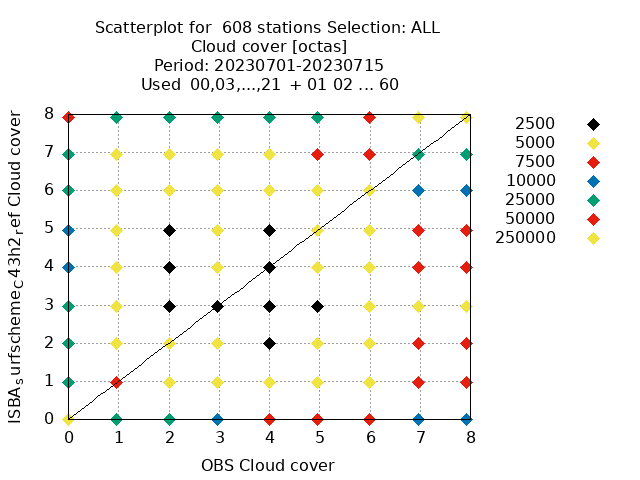 Scatterplot for  608 stations Selection: ALL
Cloud cover [octas]
Period: 20230701-20230715
Used  00,03,...,21  + 01 02 ... 60
ISBA_surfscheme_C43h2_ref Cloud cover
8
7
6
5
4
3
2
1
0
0 1 2 3 4 5 6 7 8
OBS Cloud cover
2500
5000
7500
10000
25000
50000
250000